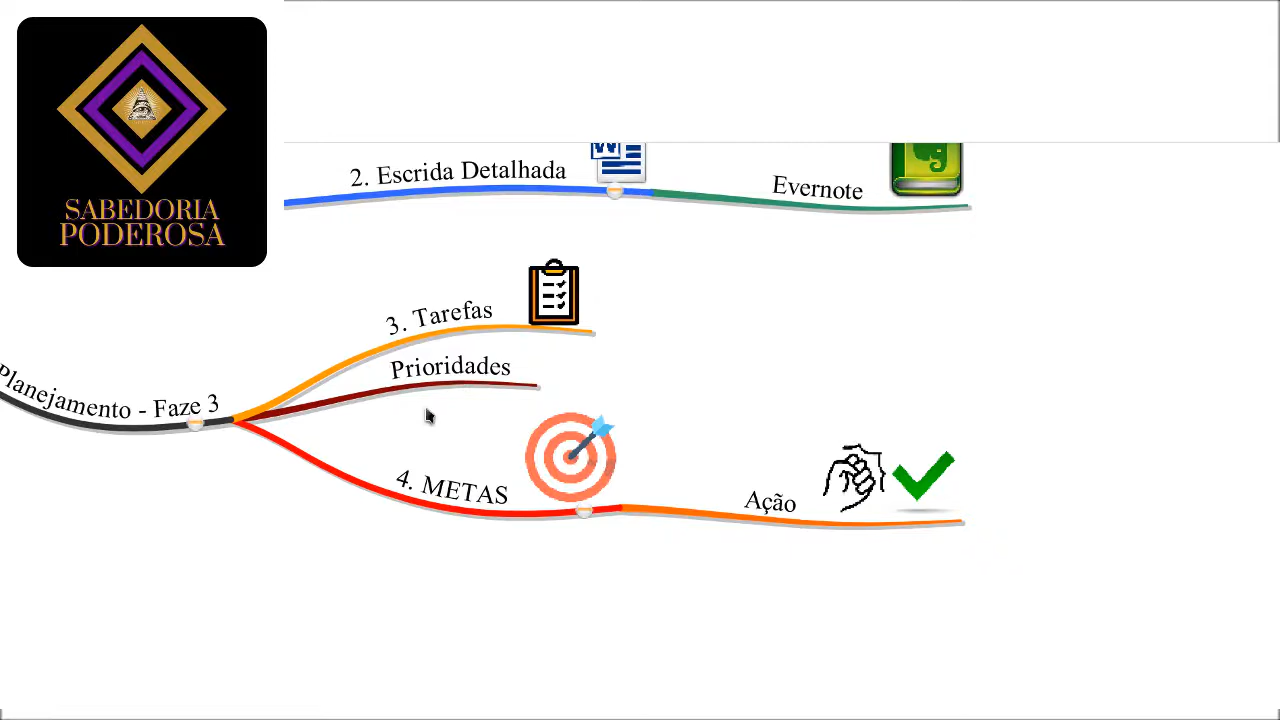 SABEDORIA
PODEROSA
2. Escrida Detalhada
W
Evernote
3. Tarefas
Prioridades
Planejamento - Faze 3
4. METAS
Ação